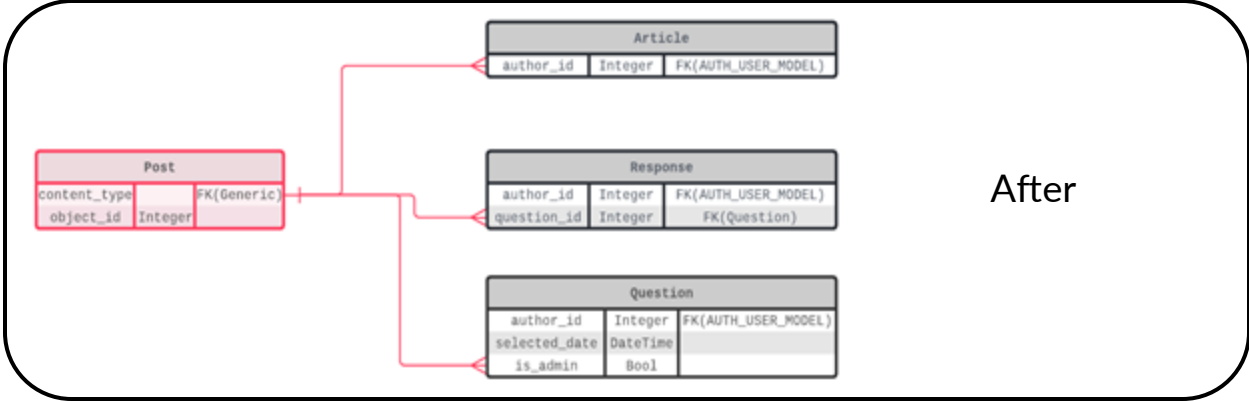 Article
author_id Integer FK(AUTH_USER_MODEL)
Post
content_type FK(Generic)
object_id Integer
Response
author_id Integer FK(AUTH_USER_MODEL)
question_id Integer FK(Question)
Question
author_id Integer FK(AUTH_USER_MODEL)
selected_date DateTime
is_admin Bool
After